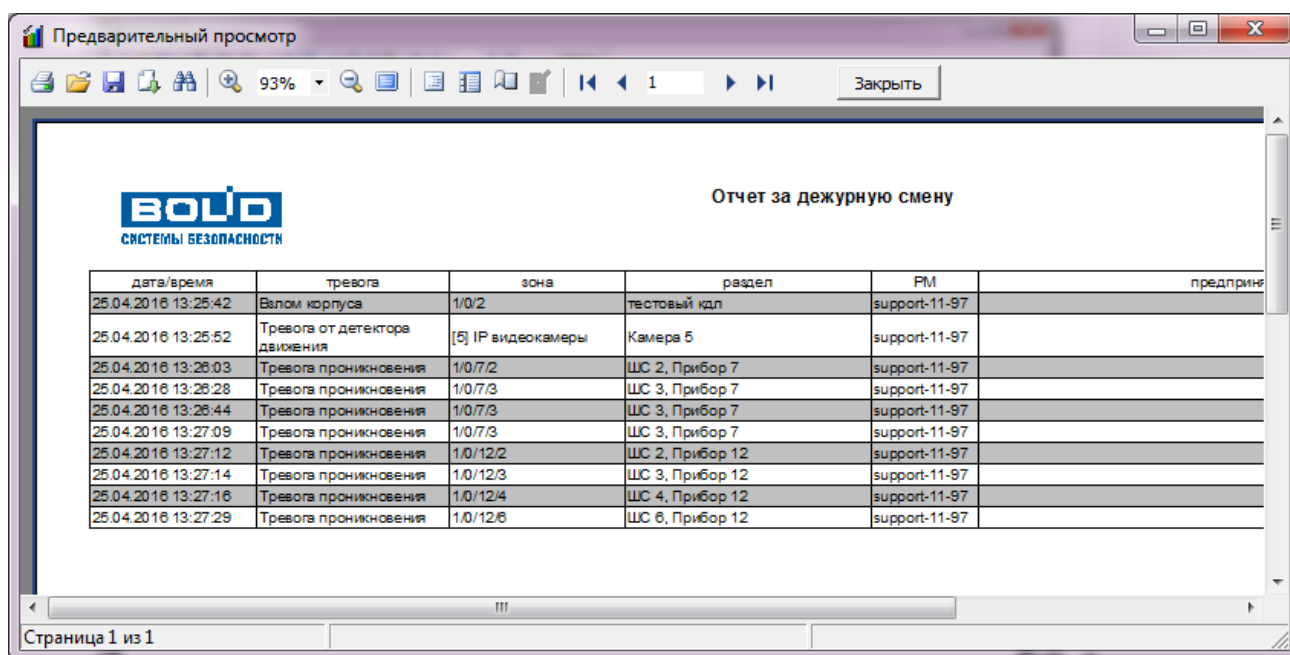 Предварительный просмотр
93%
1
Закрыть
Отчет за дежурную смену
BOLID
СИСТЕМЫ БЕЗОПАСНОСТИ
дата/время тревога зона раздел РМ предприня
25.04.2016 13:25:42 Взлом корпуса 1/0/2 тестовый кдл support-11-97
25.04.2016 13:25:52 Тревога от детектора движения [5] IP видеокамеры Камера 5 support-11-97
25.04.2016 13:26:03 Тревога проникновения 1/0/7/2 ШС 2, Прибор 7 support-11-97
25.04.2016 13:26:28 Тревога проникновения 1/0/7/3 ШС 3, Прибор 7 support-11-97
25.04.2016 13:26:44 Тревога проникновения 1/0/7/3 ШС 3, Прибор 7 support-11-97
25.04.2016 13:27:09 Тревога проникновения 1/0/7/3 ШС 3, Прибор 7 support-11-97
25.04.2016 13:27:12 Тревога проникновения 1/0/12/2 ШС 2, Прибор 12 support-11-97
25.04.2016 13:27:14 Тревога проникновения 1/0/12/3 ШС 3, Прибор 12 support-11-97
25.04.2016 13:27:16 Тревога проникновения 1/0/12/4 ШС 4, Прибор 12 support-11-97
25.04.2016 13:27:29 Тревога проникновения 1/0/12/6 ШС 6, Прибор 12 support-11-97
Страница 1 из 1